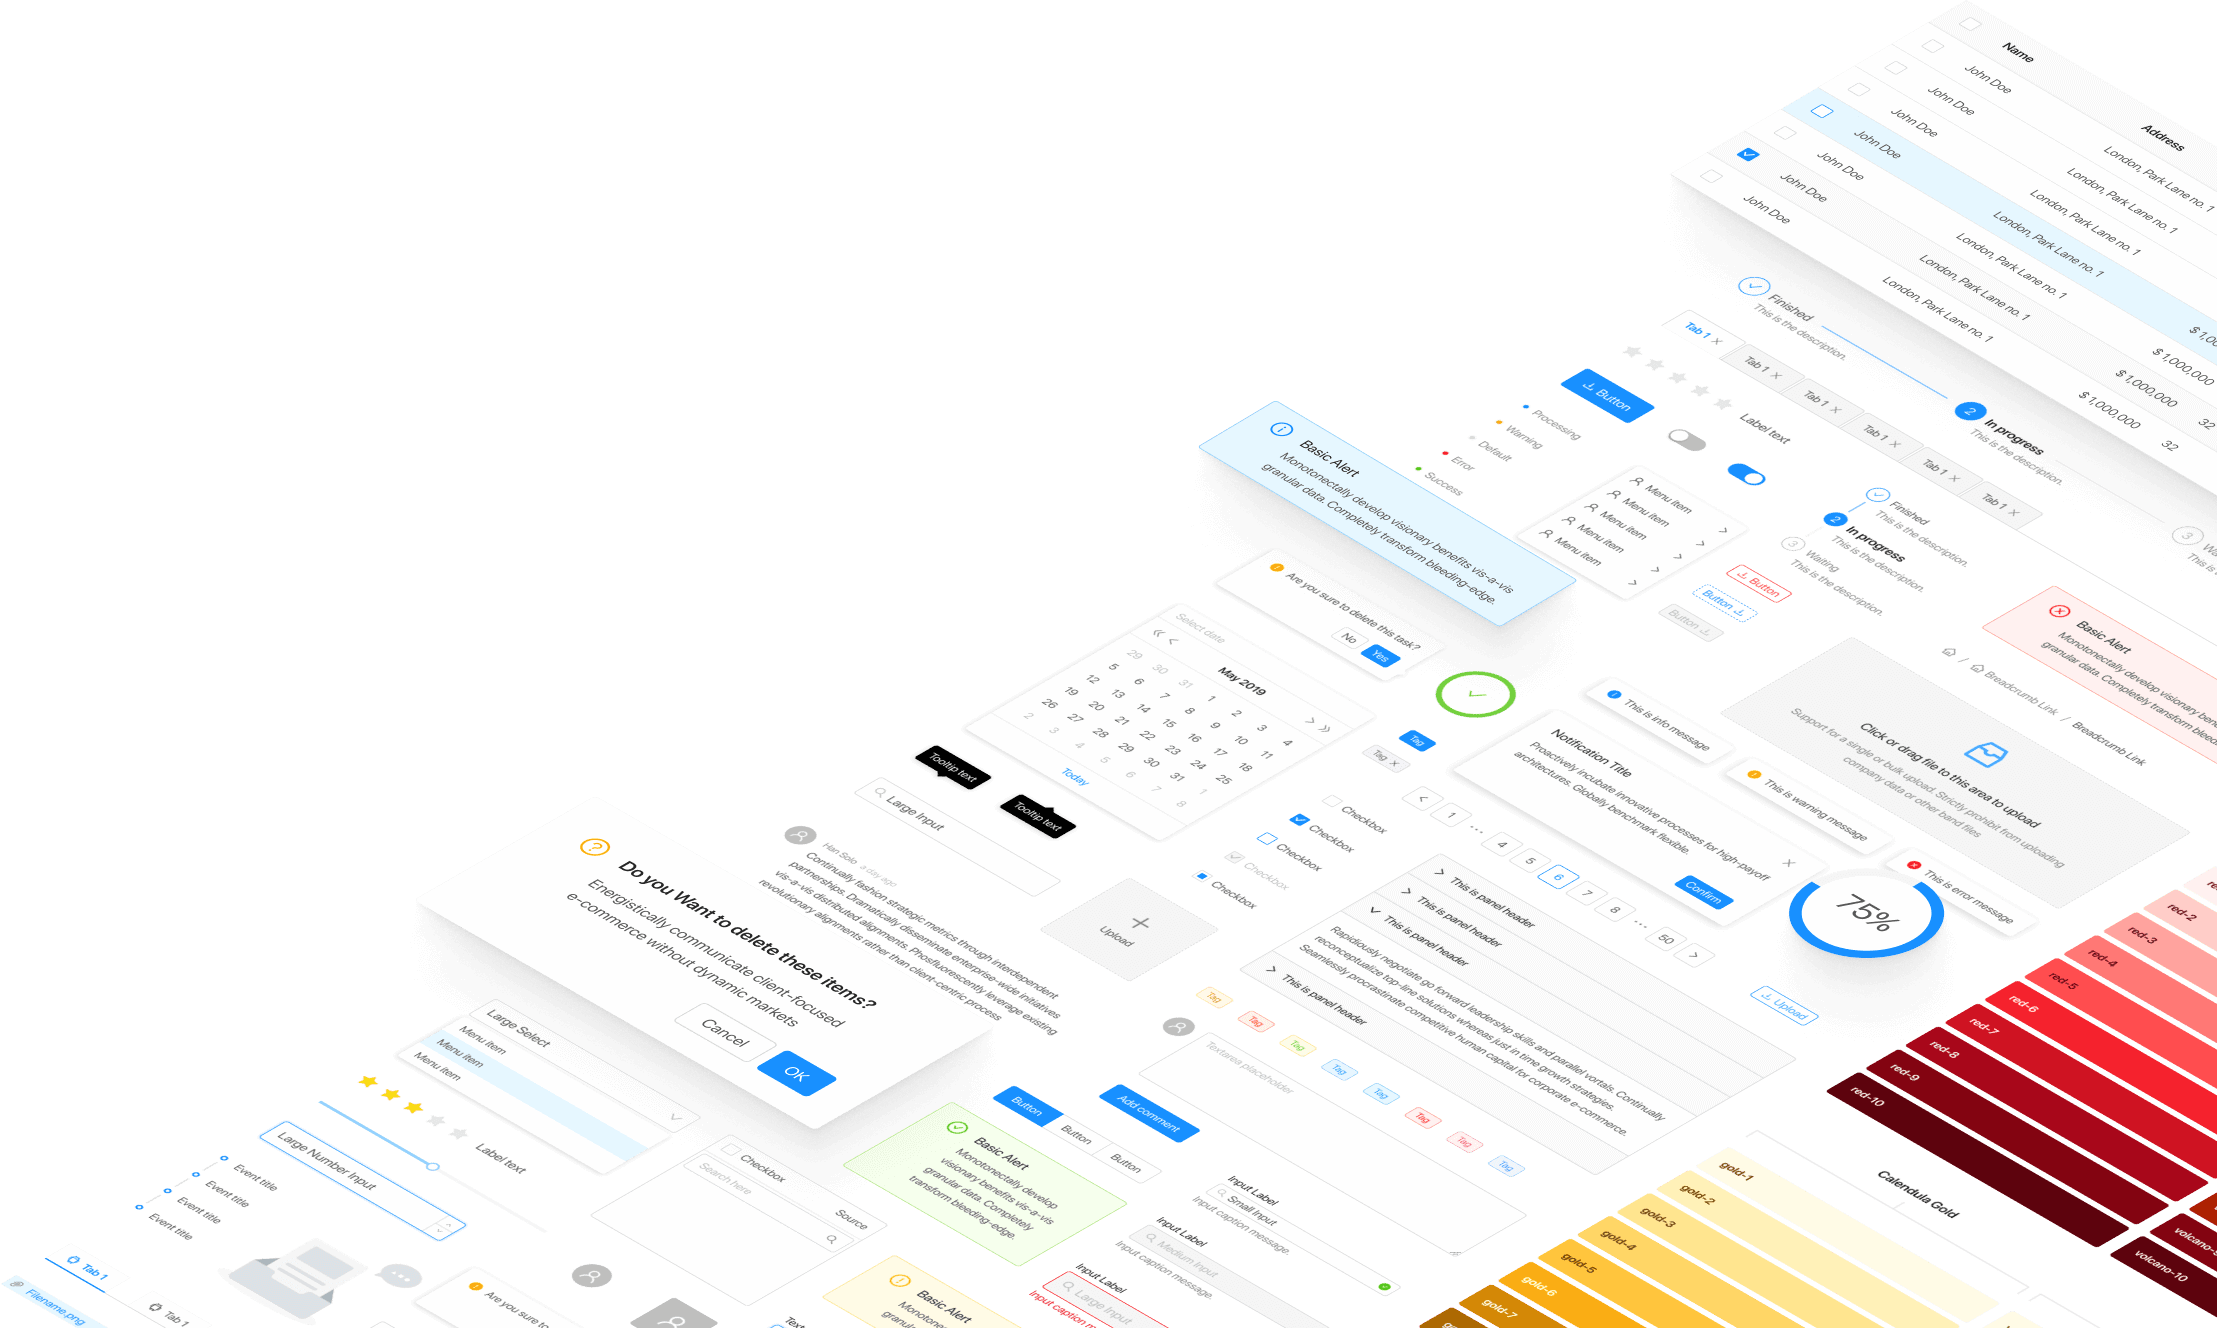 Name
Address
John Doe
London, Park Lane no. 1
John Doe
London, Park Lane no. 1
John Doe
London, Park Lane no. 1
John Doe
London, Park Lane no. 1
John Doe
London, Park Lane no. 1
$1,000,000
32
John Doe
London, Park Lane no. 1
$1,000,000
32
John Doe
London, Park Lane no. 1
$1,000,000
32
Finished
This is the description.
2
In progress
This is the description.
3
This is
Tab 1
Tab 1
Tab 1
Tab 1
Tab 1
Tab 1
Label text
Button
Processing
Warning
Default
Error
Success
Menu item
Menu item
Menu item
Menu item
Menu item
Finished
This is the description.
2
In progress
This is the description.
3
Waiting
This is the description.
Button
Button
Button
Basic Alert
Monotonectally develop visionary benefits vis-a-vis
granular data. Completely transform bleeding-edge.
Are you sure to delete this task?
No
Yes
Basic Alert
Monotonectally develop visionary
granular data. Completely transform
/ Breadcrumb Link / Breadcrumb Link
Click or drag file to this area to upload
Support for a single or bulk upload. Strictly prohibit from uploading
company data or other band files
Select date
May 2019
29 30 31 1 2 3 4
5 6 7 8 9 10 11
12 13 14 15 16 17 18
19 20 21 22 23 24 25
26 27 28 29 30 31 1
2 3 4 5 6 7 8
Today
Tag
Tag
This is info message
This is warning message
This is error message
Notification Title
Proactively incubate innovative processes for high-payoff
architectures. Globally benchmark flexible.
Confirm
75%
Upload
Tooltip text
Tooltip text
Large Input
Checkbox
Checkbox
Checkbox
Checkbox
Checkbox
1 ... 4 5 6 7 8 ... 50
This is panel header
This is panel header
This is panel header
Rapidiously negotiate go forward leadership skills and parallel vortals. Continually
reconceptualize top-line solutions whereas just in time growth strategies.
Seamlessly procrastinate competitive human capital for corporate e-commerce.
This is panel header
Han Solo a day ago
Continually fashion strategic metrics through interdependent
partnerships. Dramatically disseminate enterprise-wide initiatives
vis-a-vis distributed alignments. Phosfluorescently leverage existing
revolutionary alignments rather than client-centric process
Upload
Do you Want to delete these items?
Energistically communicate client-focused
e-commerce without dynamic markets
Cancel
OK
Tag
Tag
Tag
Tag
Tag
Tag
Tag
Tag
Textarea placeholder
Add comment
Large Select
Menu item
Menu item
Menu item
Label text
Large Number Input
Event title
Event title
Event title
Event title
Tab 1
Tab 1
Filename.png
Button
Button
Button
Checkbox
Search here
Source
Basic Alert
Monotonectally develop
visionary benefits vis-a-vis
granular data. Completely
transform bleeding-edge.
Basic Alert
Input Label
Small Input
Input caption message.
Input Label
Medium Input
Input caption message.
Input Label
Large Input
Input caption
Are you sure to
red-2
red-3
red-4
red-5
red-6
red-7
red-8
red-9
red-10
volcano-10
Calendula Gold
gold-1
gold-2
gold-3
gold-4
gold-5
gold-6
gold-7